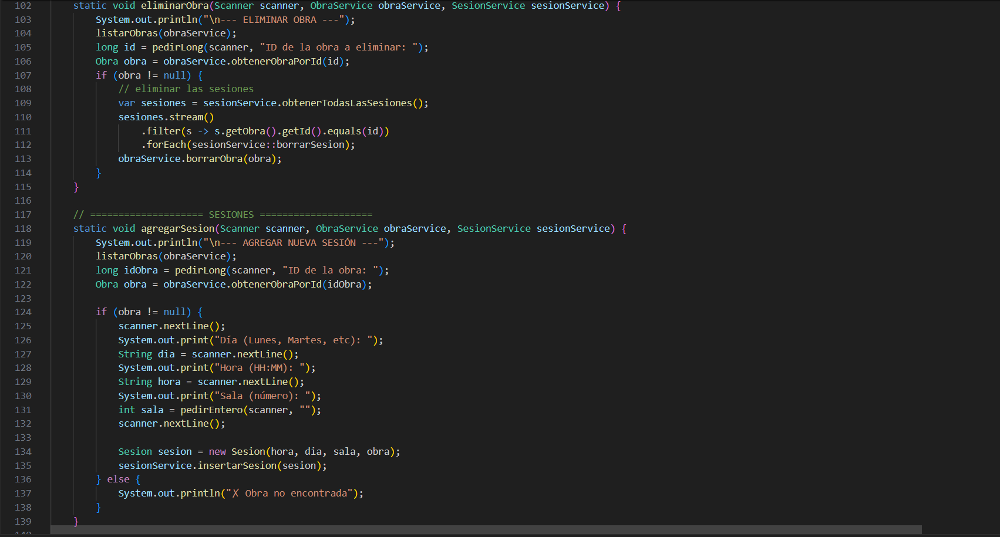 102 static void eliminarObra(Scanner scanner, ObraService obraService, SesionService sesionService) {
103 System.out.println("\n--- ELIMINAR OBRA ---");
104 listarObras(obraService);
105 long id = pedirLong(scanner, "ID de la obra a eliminar: ");
106 Obra obra = obraService.obtenerObraPorId(id);
107 if (obra != null) {
108 // eliminar las sesiones
109 var sesiones = sesionService.obtenerTodasLasSesiones();
110 sesiones.stream()
111 .filter(s -> s.getObra().getId().equals(id))
112 .forEach(sesionService::borrarSesion);
113 obraService.borrarObra(obra);
114 }
115 }
116
117 // ==================== SESIONES ====================
118 static void agregarSesion(Scanner scanner, ObraService obraService, SesionService sesionService) {
119 System.out.println("\n--- AGREGAR NUEVA SESIÓN ---");
120 listarObras(obraService);
121 long idObra = pedirLong(scanner, "ID de la obra: ");
122 Obra obra = obraService.obtenerObraPorId(idObra);
123
124 if (obra != null) {
125 scanner.nextLine();
126 System.out.print("Día (Lunes, Martes, etc): ");
127 String dia = scanner.nextLine();
128 System.out.print("Hora (HH:MM): ");
129 String hora = scanner.nextLine();
130 System.out.print("Sala (número): ");
131 int sala = pedirEntero(scanner, "");
132 scanner.nextLine();
133
134 Sesion sesion = new Sesion(hora, dia, sala, obra);
135 sesionService.insertarSesion(sesion);
136 } else {
137 System.out.println("✗ Obra no encontrada");
138 }
139 }